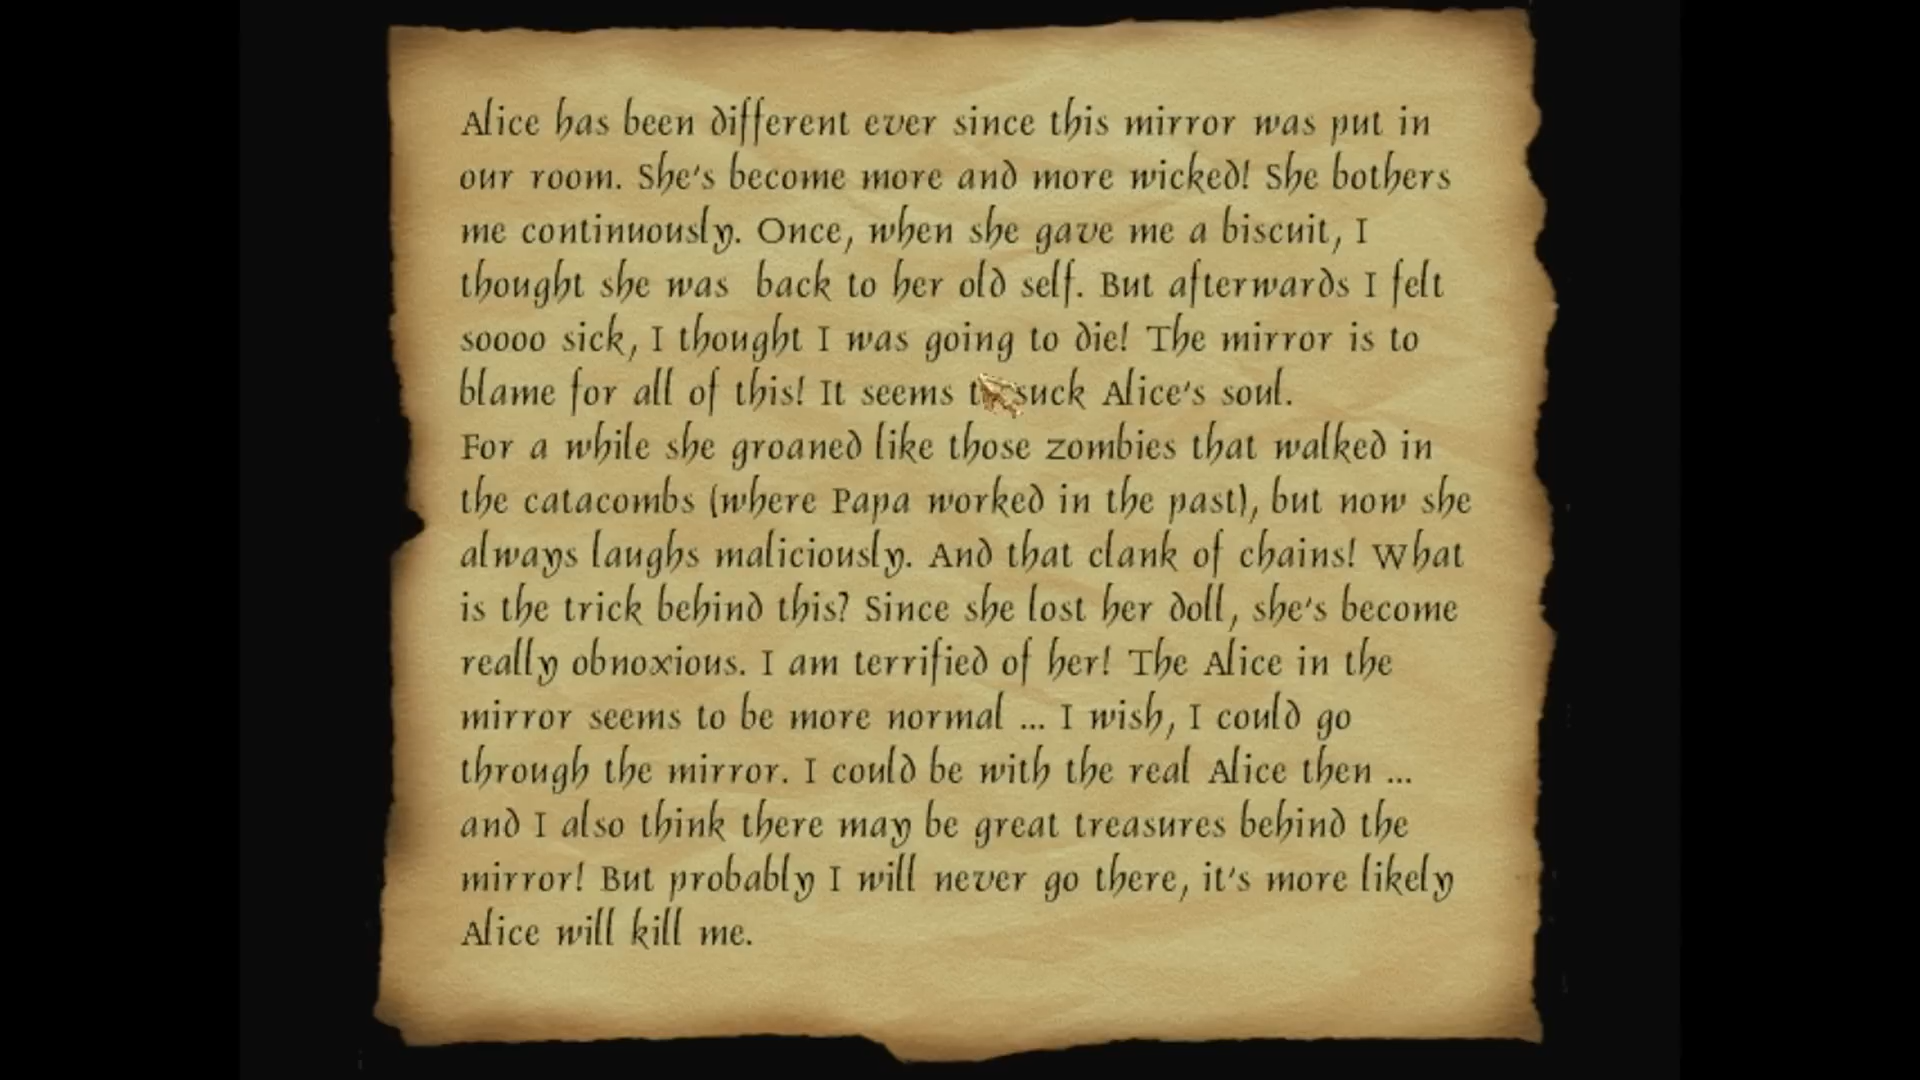 Alice has been different ever since this mirror was put in
our room. She's become more and more wicked! She bothers
me continuously. Once, when she gave me a biscuit, I
thought she was  back to her old self. But afterwards I felt
soooo sick, I thought I was going to die! The mirror is to
blame for all of this! It seems suck Alice's soul.
For a while she groaned like those zombies that walked in
the catacombs (where Papa worked in the past), but now she
always laughs maliciously. And that clank of chains! What
is the trick behind this? Since she lost her doll, she's become
really obnoxious. I am terrified of her! The Alice in the
mirror seems to be more normal ... I wish, I could go
through the mirror. I could be with the real Alice then ...
and I also think there may be great treasures behind the
mirror! But probably I will never go there, it's more likely
Alice will kill me.